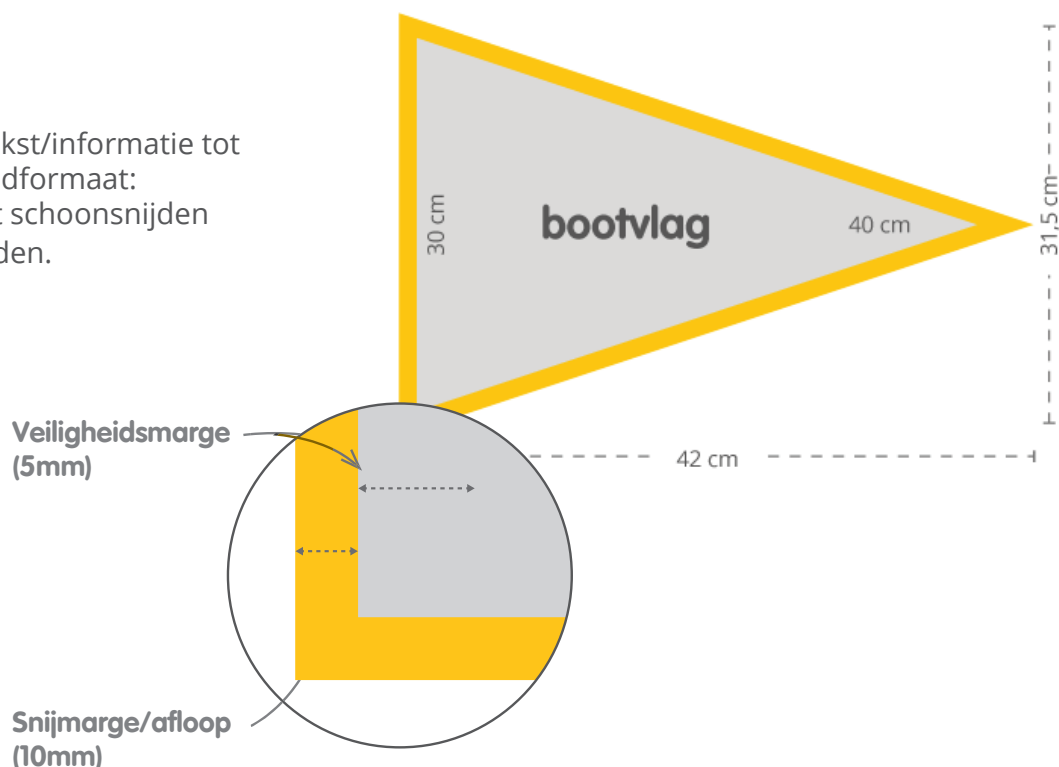 kst/informatie tot
dformaat:
t schoonsnijden
den.
30 cm
bootvlag
40 cm
31,5 cm
42 cm
Veiligheidsmarge
(5mm)
Snijmarge/afloop
(10mm)